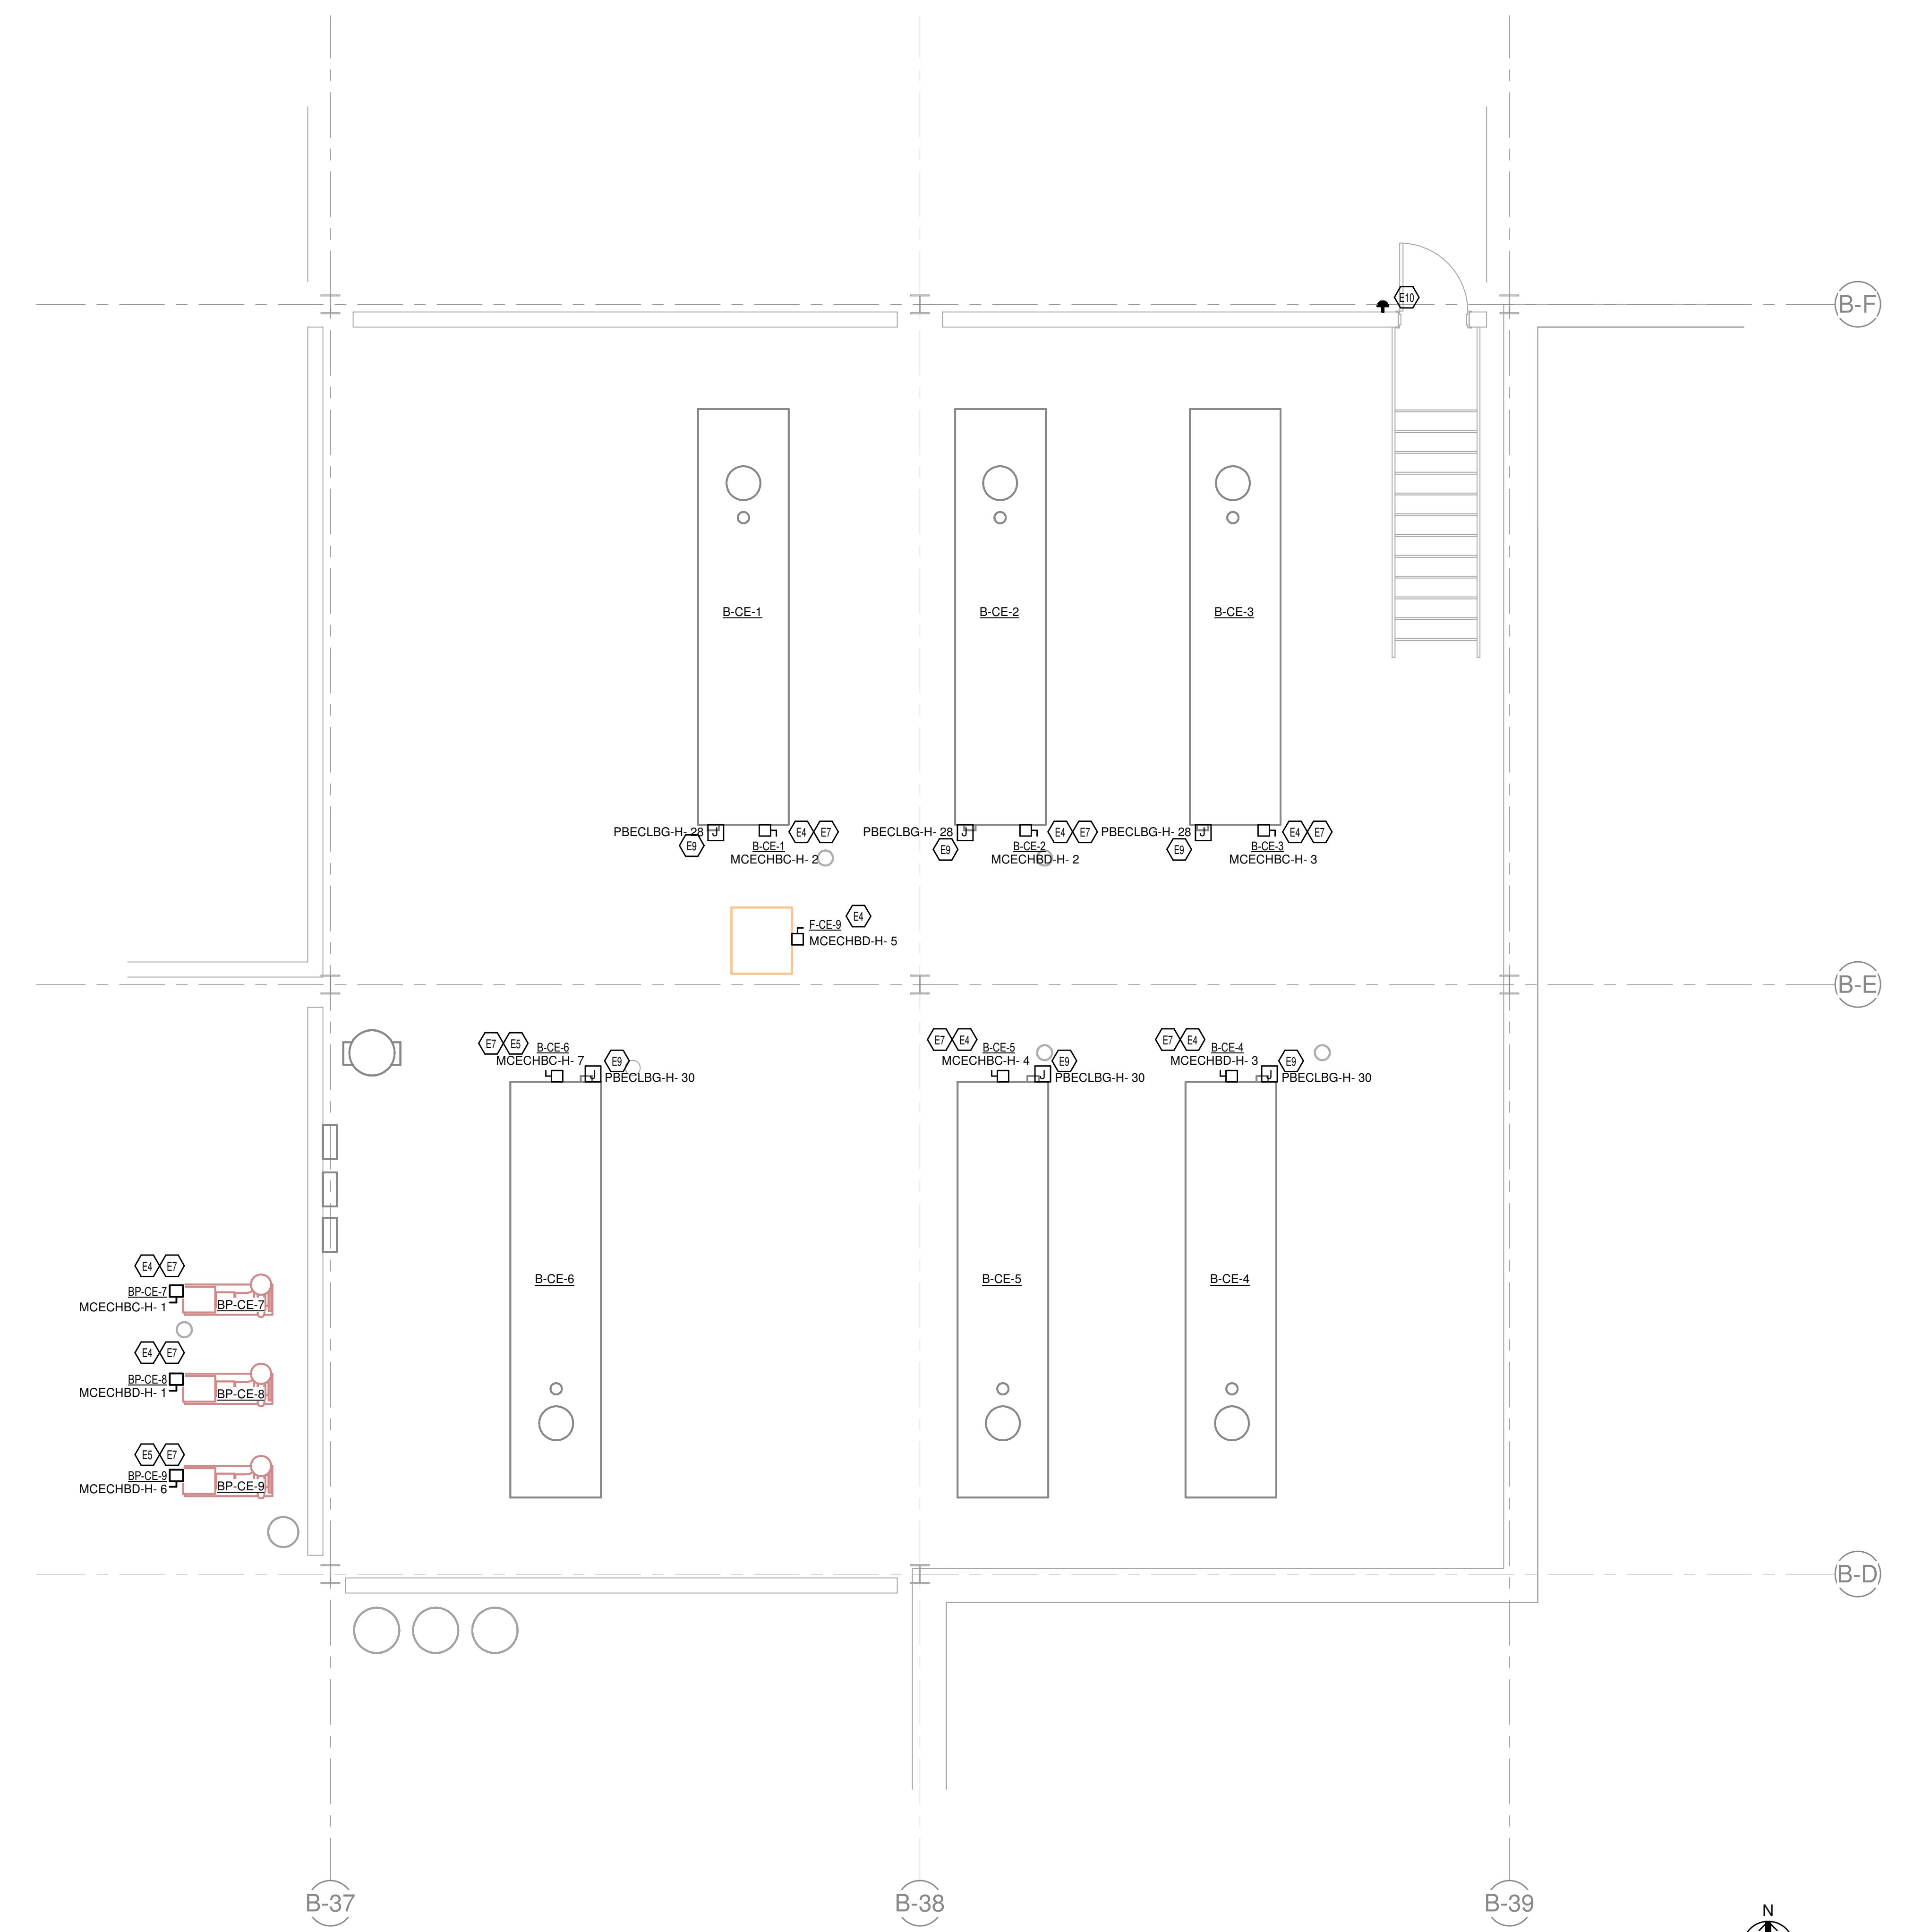 E10
B-F
B-CE-1
B-CE-2
B-CE-3
PBECLBG-H- 28
J
E4
E7
E9
B-CE-1
MCECHBC-H- 2
PBECLBG-H- 28
J
E4
E7
E9
B-CE-2
MCECHBD-H- 2
PBECLBG-H- 28
J
E4
E7
E9
B-CE-3
MCECHBC-H- 3
E4
F-CE-9
MCECHBD-H- 5
B-E
E7
E5
B-CE-6
MCECHBC-H- 7
E9
J
PBECLBG-H- 30
E7
E4
B-CE-5
MCECHBC-H- 4
E9
J
PBECLBG-H- 30
E7
E4
B-CE-4
MCECHBD-H- 3
E9
J
PBECLBG-H- 30
B-CE-6
B-CE-5
B-CE-4
E4
E7
BP-CE-7
MCECHBC-H- 1
BP-CE-7
E4
E7
BP-CE-8
MCECHBD-H- 1
BP-CE-8
E5
E7
BP-CE-9
MCECHBD-H- 6
BP-CE-9
B-D
B-37
B-38
B-39
N